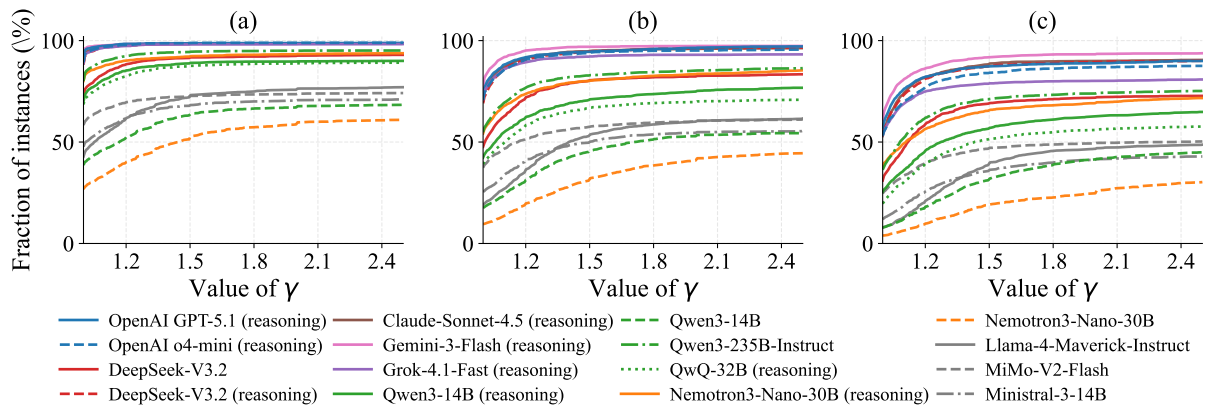 (a) (b) (c)
Fraction of instances (\%)
100 100 100
50 50 50
0 0 0
1.2 1.5 1.8 2.1 2.4 1.2 1.5 1.8 2.1 2.4 1.2 1.5 1.8 2.1 2.4
Value of γ Value of γ Value of γ
OpenAI GPT-5.1 (reasoning) Claude-Sonnet-4.5 (reasoning) Qwen3-14B Nemotron3-Nano-30B
OpenAI o4-mini (reasoning) Gemini-3-Flash (reasoning) Qwen3-235B-Instruct Llama-4-Maverick-Instruct
DeepSeek-V3.2 Grok-4.1-Fast (reasoning) QwQ-32B (reasoning) MiMo-V2-Flash
DeepSeek-V3.2 (reasoning) Qwen3-14B (reasoning) Nemotron3-Nano-30B (reasoning) Ministral-3-14B